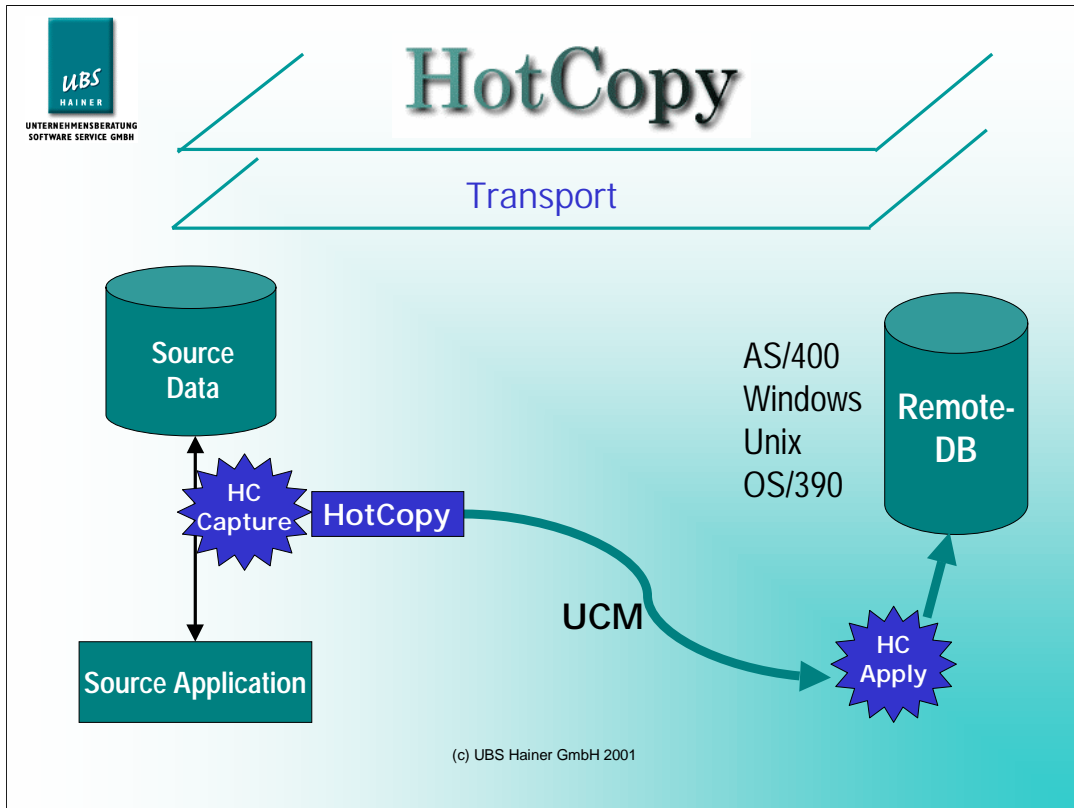 UBS
HAINER
UNTERNEHMENSBERATUNG
SOFTWARE SERVICE GMBH
HotCopy
Transport
Source
Data
AS/400
Windows
Unix
OS/390
Remote-
DB
HC
Capture
HotCopy
UCM
HC
Apply
Source Application
(c) UBS Hainer GmbH 2001